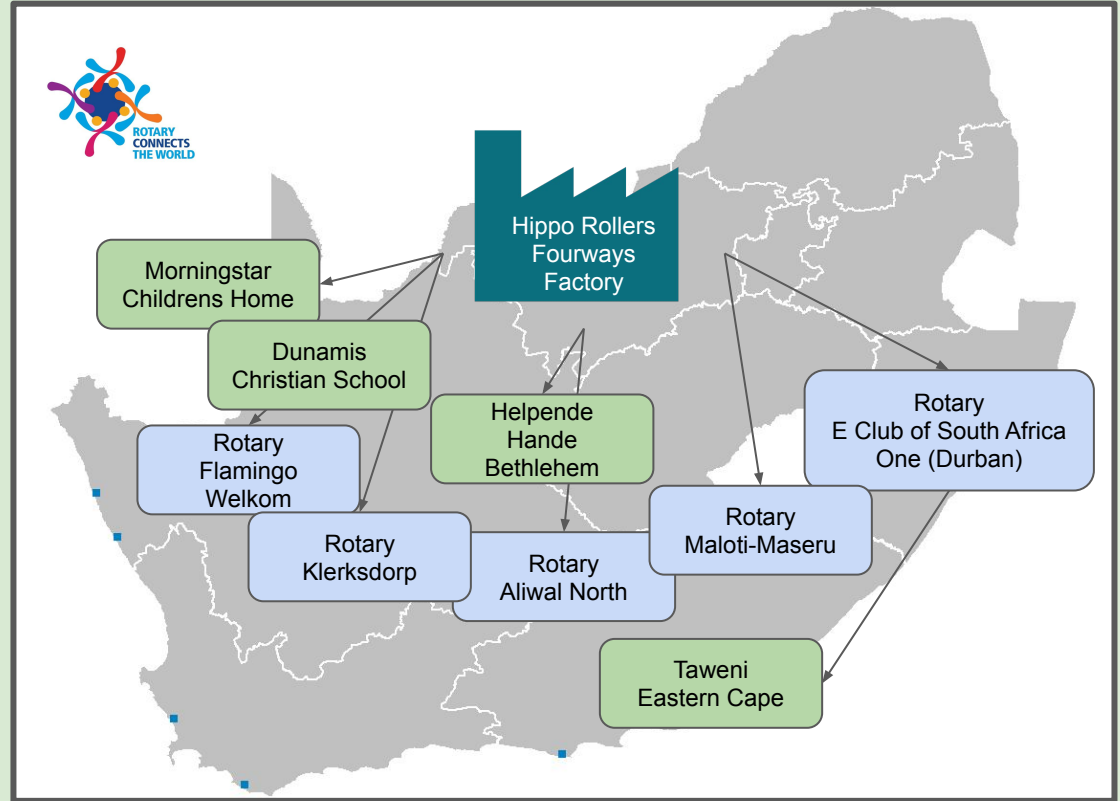 ROTARY
CONNECTS
THE WORLD
Hippo Rollers
Fourways
Factory
Morningstar
Childrens Home
Dunamis
Christian School
Rotary
Flamingo
Welkom
Rotary
Klerksdorp
Helpende
Hande
Bethlehem
Rotary
Aliwal North
Rotary
Maloti-Maseru
Rotary
E Club of South Africa
One (Durban)
Taweni
Eastern Cape